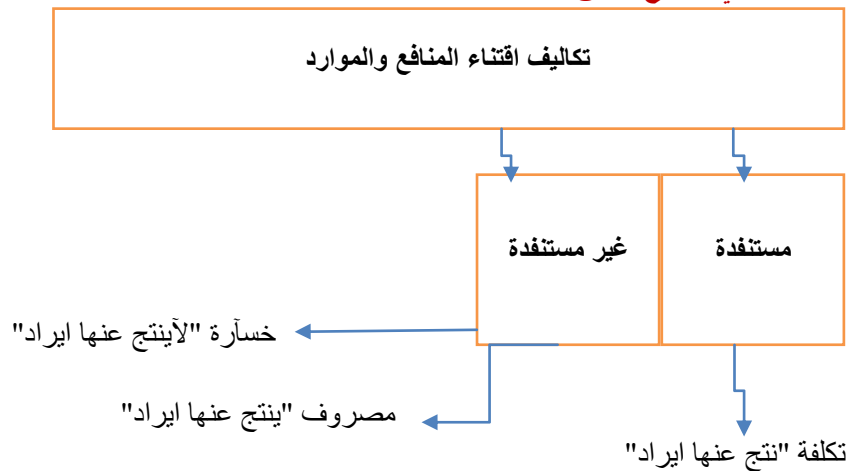 تكاليف اقتناء المنافع والموارد
مستنفدة
غير مستنفدة
خسآرة "لآينتج عنها ايراد"
مصروف "ينتج عنها ايراد"
تكلفة "نتج عنها ايراد"